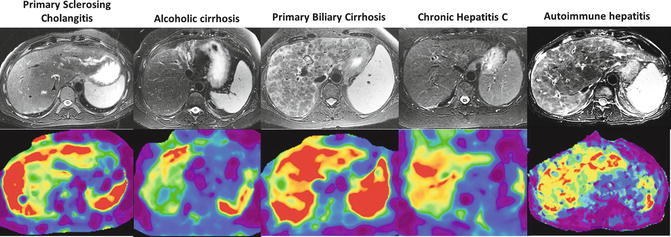 Primary Sclerosing
Cholangitis
Alcoholic cirrhosis
Primary Biliary Cirrhosis
Chronic Hepatitis C
Autoimmune hepatitis